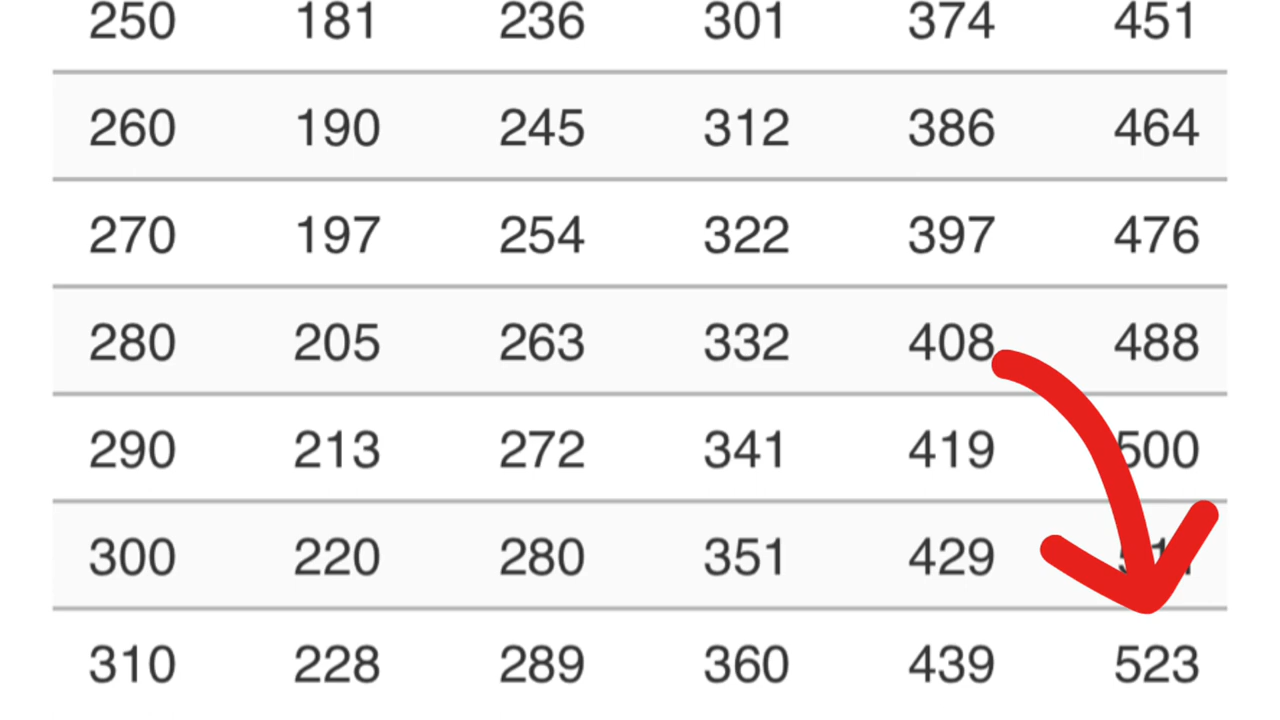 250 181 236 301 374 451
260 190 245 312 386 464
270 197 254 322 397 476
280 205 263 332 408 488
290 213 272 341 419 500
300 220 280 351 429
310 228 289 360 439 523